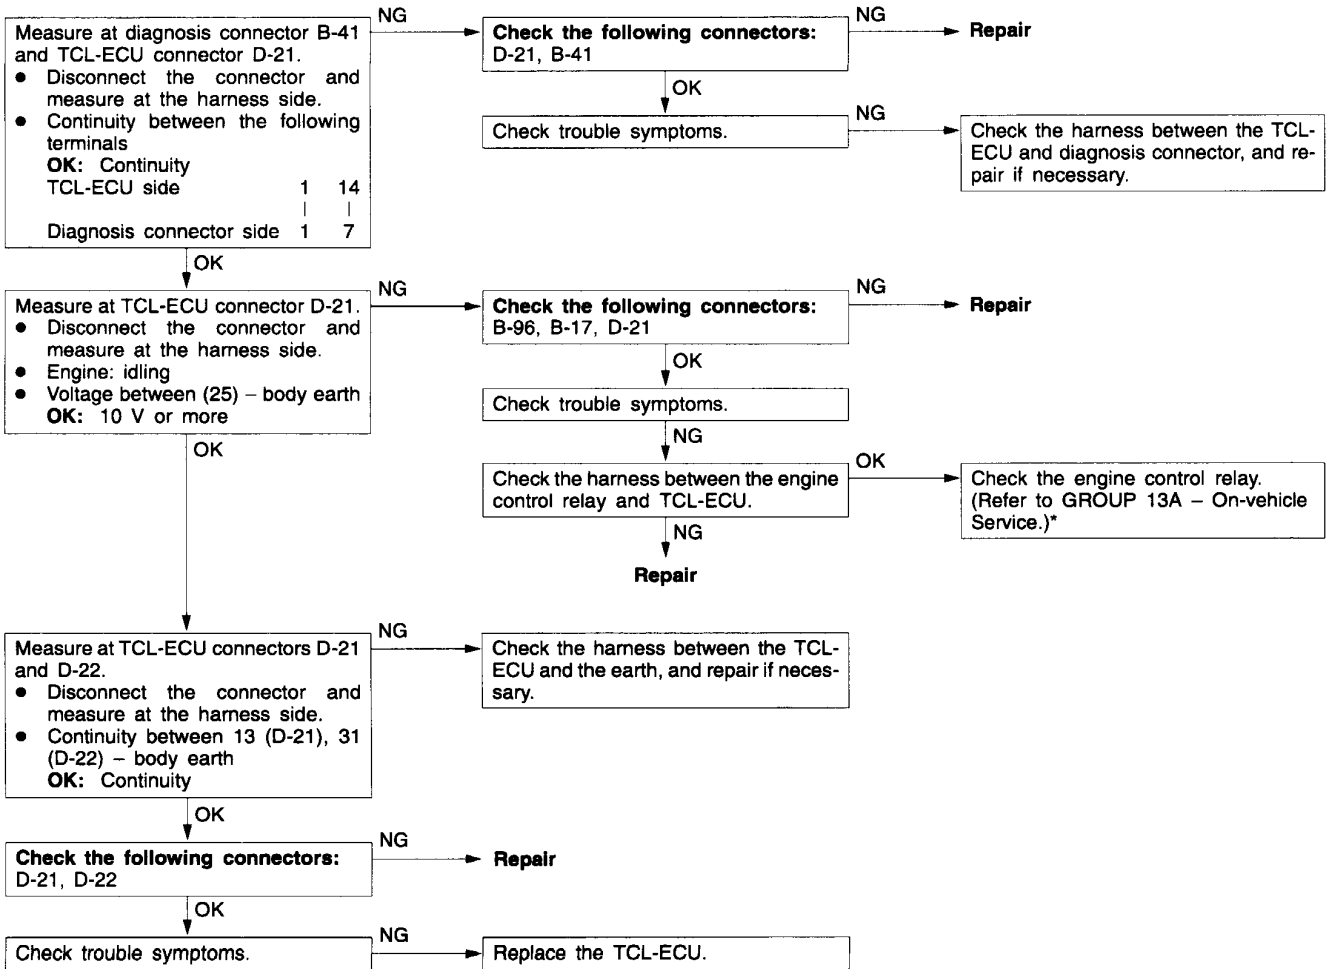 Measure at diagnosis connector B-41
and TCL-ECU connector D-21.
● Disconnect the connector and
measure at the harness side.
● Continuity between the following
terminals
OK: Continuity
TCL-ECU side 1 14
| |
Diagnosis connector side 1 7
NG
Check the following connectors:
D-21, B-41
NG
Repair
OK
Check trouble symptoms.
NG
Check the harness between the TCL-
ECU and diagnosis connector, and re-
pair if necessary.
OK
Measure at TCL-ECU connector D-21.
● Disconnect the connector and
measure at the harness side.
● Engine: idling
● Voltage between (25) – body earth
OK: 10 V or more
NG
Check the following connectors:
B-96, B-17, D-21
NG
Repair
OK
Check trouble symptoms.
NG
Check the harness between the engine
control relay and TCL-ECU.
OK
Check the engine control relay.
(Refer to GROUP 13A – On-vehicle
Service.)*
NG
Repair
OK
Measure at TCL-ECU connectors D-21
and D-22.
● Disconnect the connector and
measure at the harness side.
● Continuity between 13 (D-21), 31
(D-22) – body earth
OK: Continuity
NG
Check the harness between the TCL-
ECU and the earth, and repair if neces-
sary.
OK
Check the following connectors:
D-21, D-22
NG
Repair
OK
Check trouble symptoms.
NG
Replace the TCL-ECU.